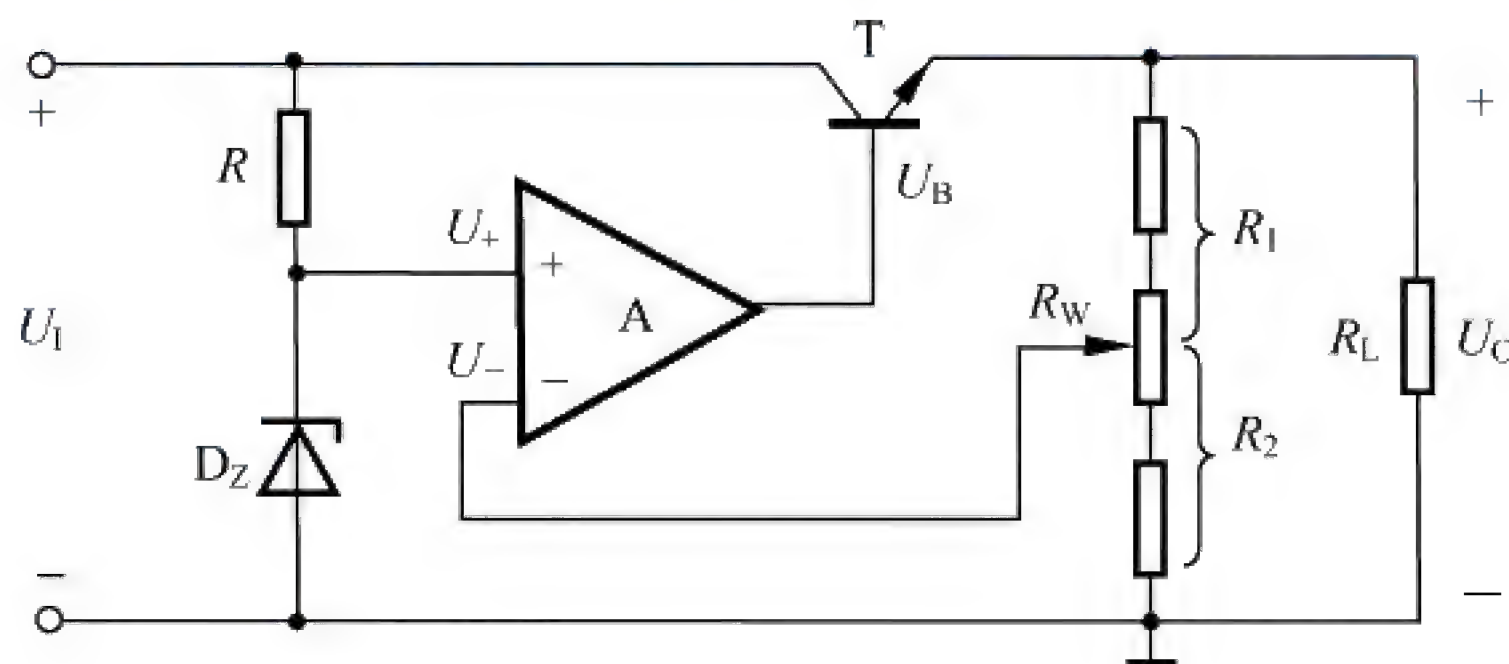 T
+
+
R
U_B
U_+
+
R_1
A
R_W
U_I
R_L
U_O
U_−
−
R_2
D_Z
−
−